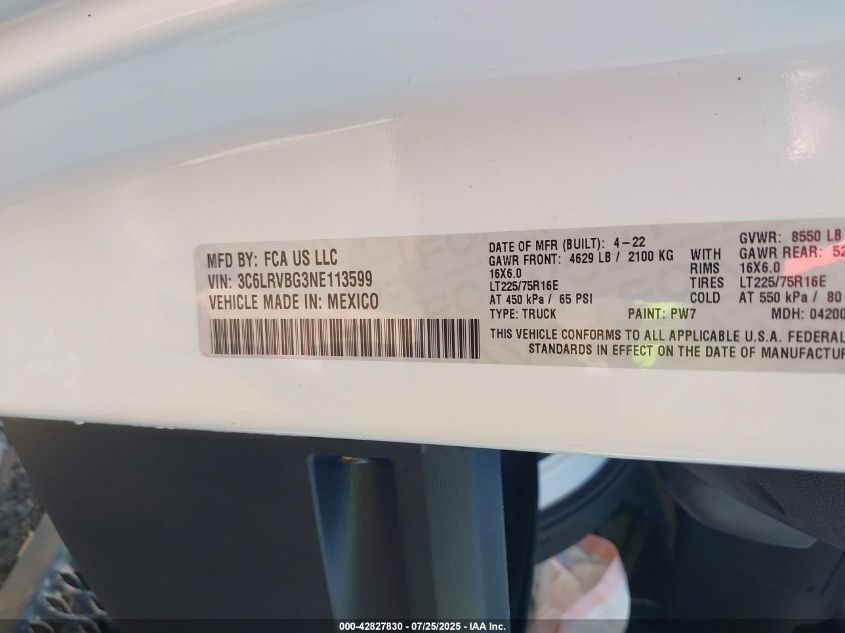 MFD BY: FCA US LLC
VIN: 3C6LRVBG3NE113599
VEHICLE MADE IN: MEXICO
DATE OF MFR (BUILT): 4-22
GAWR FRONT: 4629 LB / 2100 KG
16X6.0
LT225/75R16E
AT 450 kPa / 65 PSI
TYPE: TRUCK
WITH
RIMS
TIRES
COLD
PAINT: PW7
GVWR: 8550 LB
GAWR REAR: 52
16X6.0
LT225/75R16E
AT 550 kPa / 80
MDH: 04200
THIS VEHICLE CONFORMS TO ALL APPLICABLE U.S.A. FEDERAL
STANDARDS IN EFFECT ON THE DATE OF MANUFACTUR
000-42827830 - 07/25/2025 - IAA Inc.